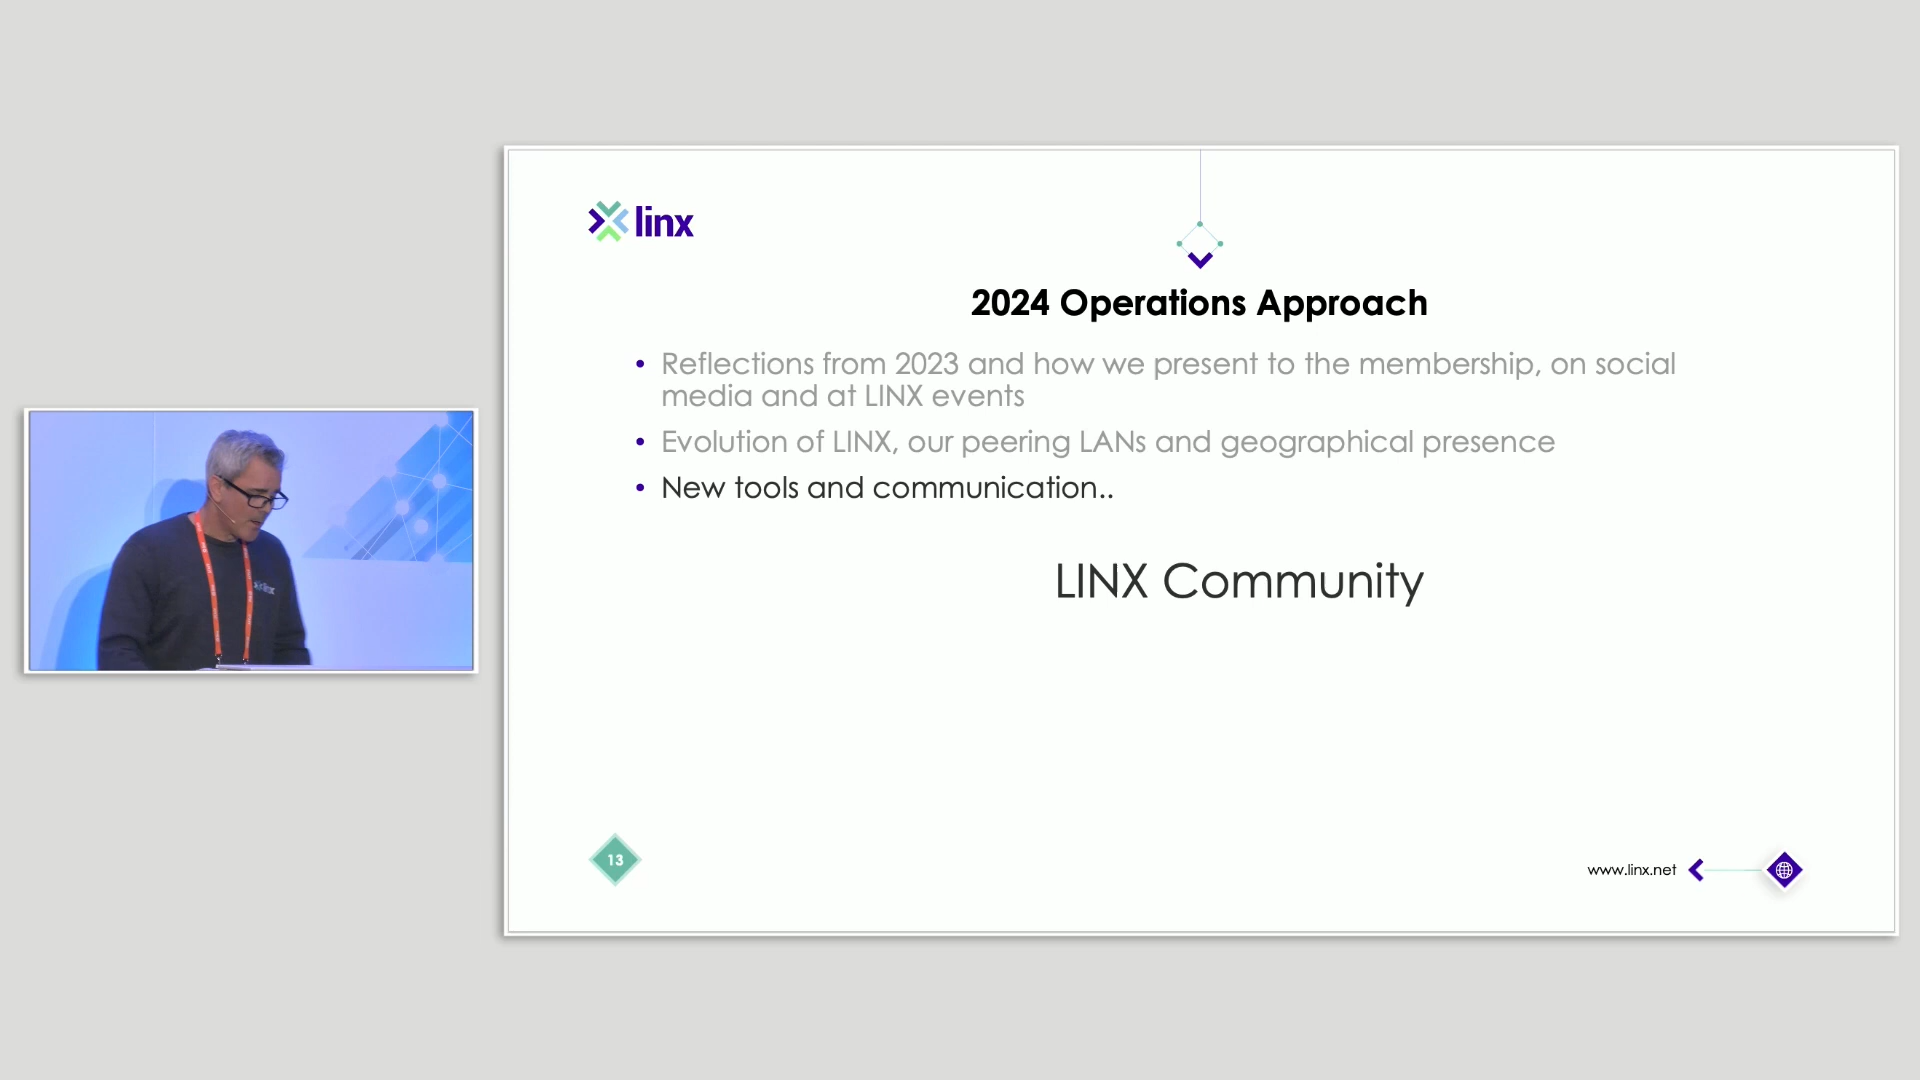 linx
2024 Operations Approach
• Reflections from 2023 and how we present to the membership, on social
media and at LINX events
• Evolution of LINX, our peering LANs and geographical presence
• New tools and communication..
LINX Community
13
www.linx.net